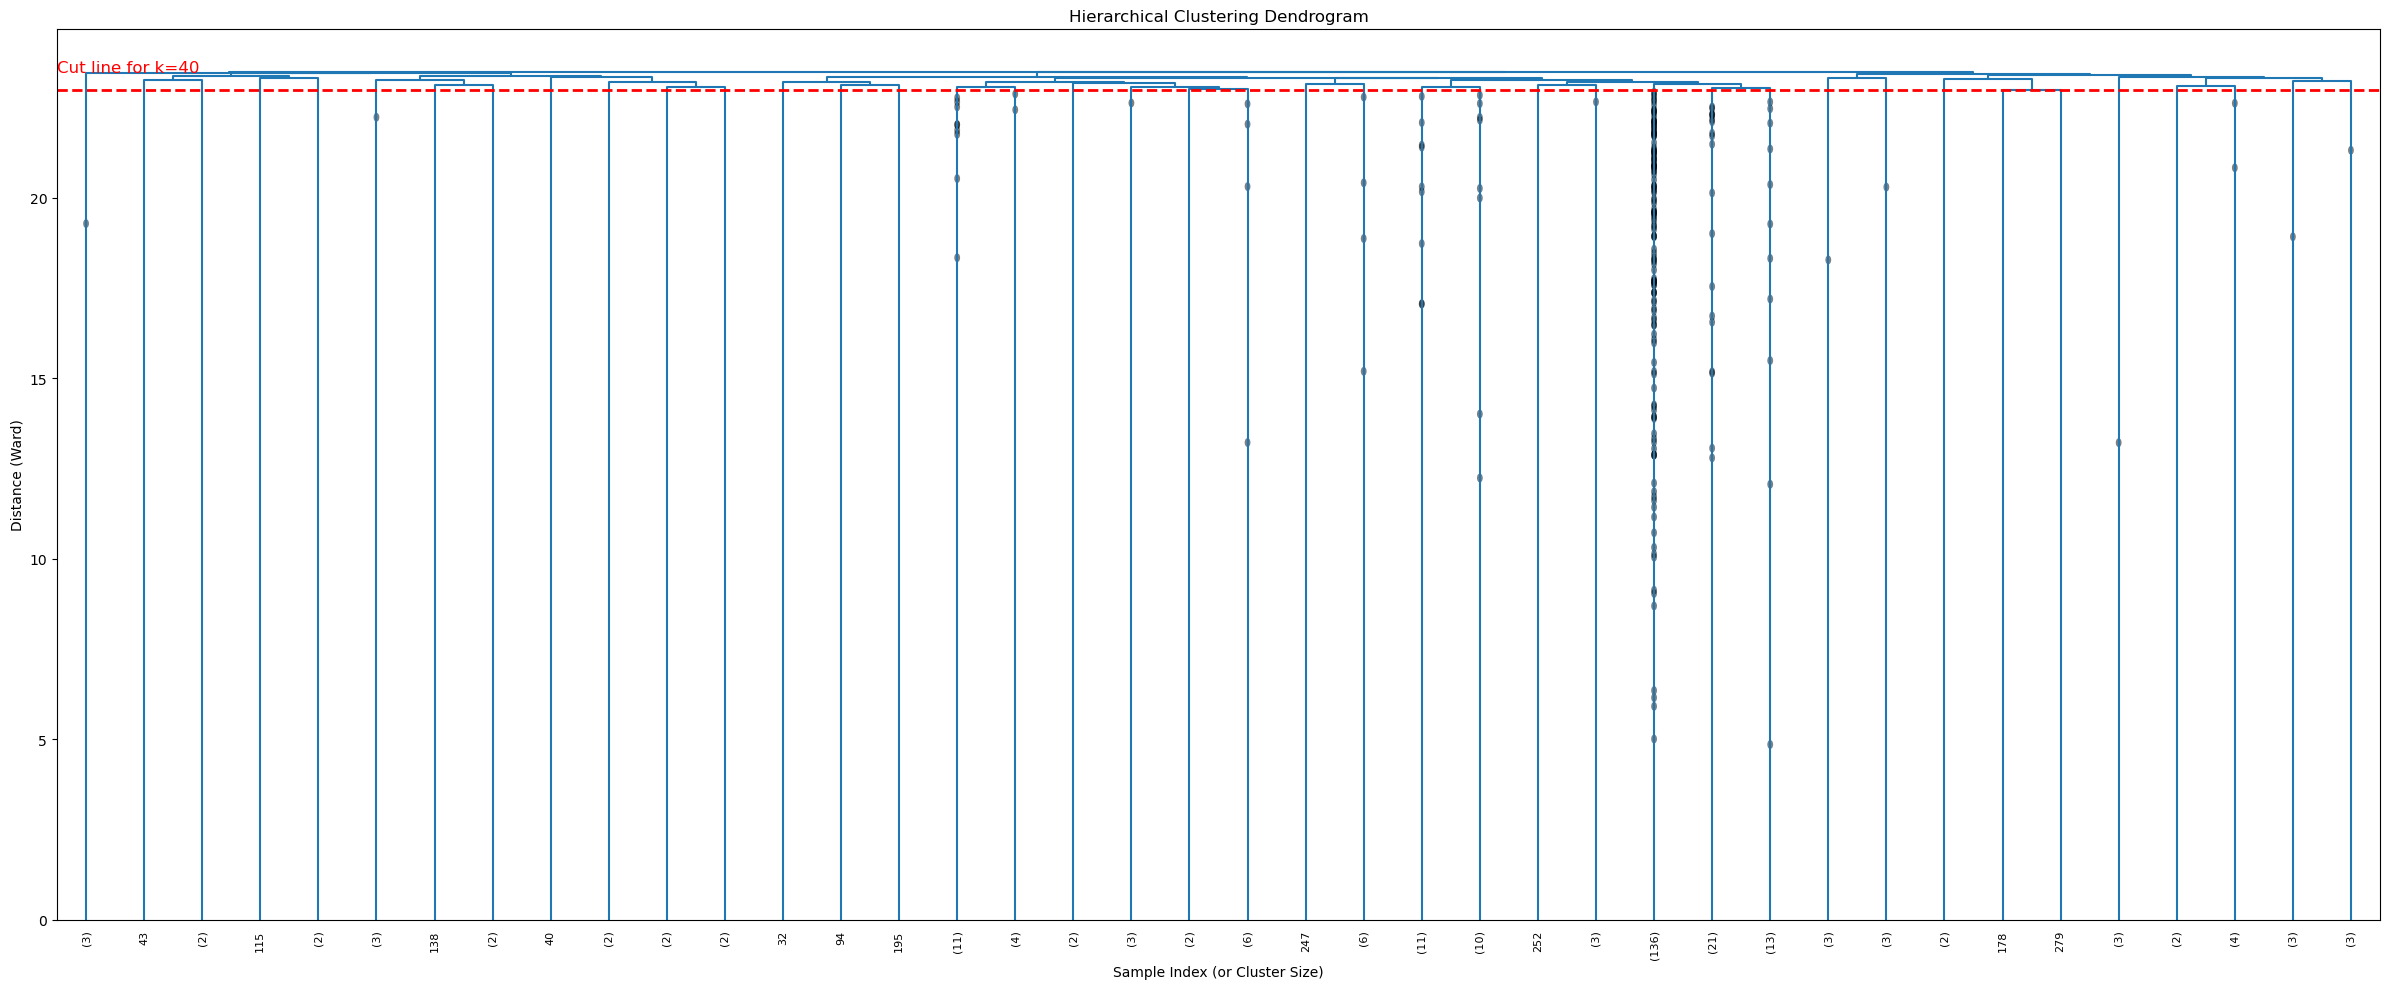 Hierarchical Clustering Dendrogram
Cut line for k=40
Distance (Ward)
20
15
10
5
0
(3) 43 (2) 115 (2) (3) 138 (2) 40 (2) (2) (2) 32 94 195 (11) (4) (2) (3) (2) (6) 247 (6) (11) (10) 252 (3) (136) (21) (13) (3) (3) (2) 178 279 (3) (2) (4) (3) (3)
Sample Index (or Cluster Size)